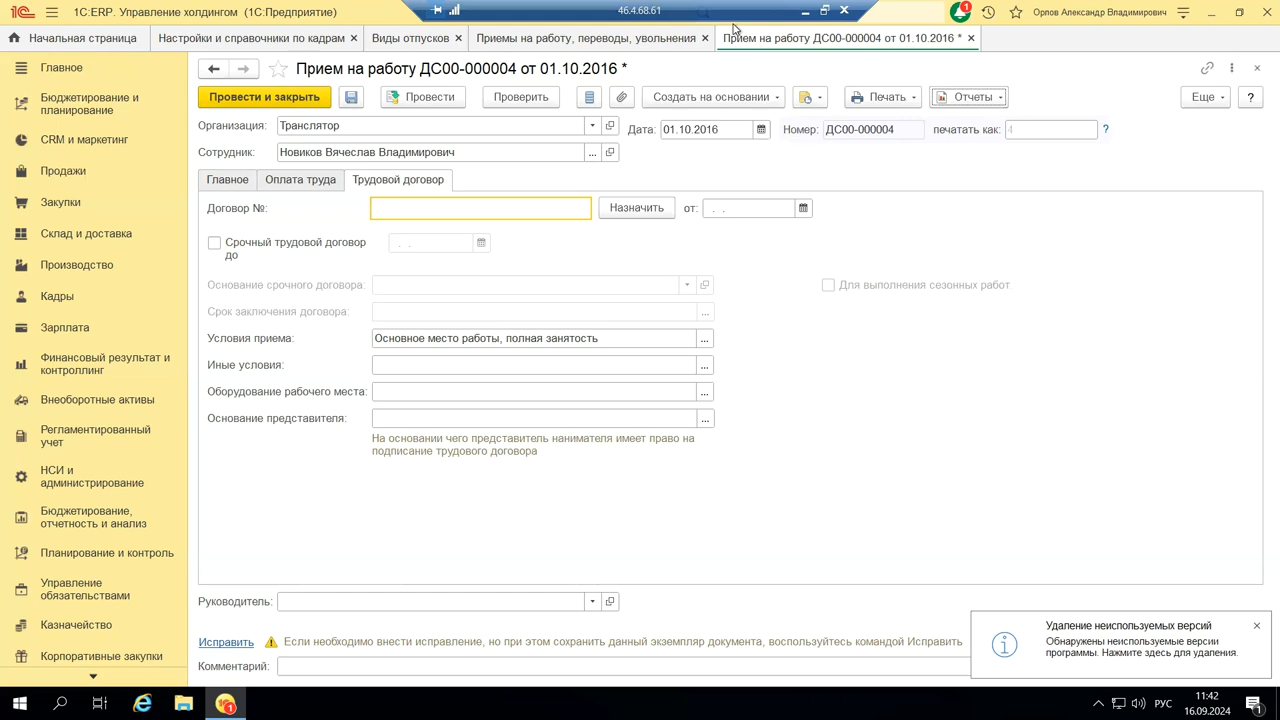 1С:ERP. Управление холдингом (1С:Предприятие)
46.4.68.61
1
Орлов Александр Владимирович
Начальная страница
Настройки и справочники по кадрам
Виды отпусков
Приемы на работу, переводы, увольнения
Прием на работу ДС00-000004 от 01.10.2016 *
Главное
Бюджетирование и
планирование
CRM и маркетинг
Продажи
Закупки
Склад и доставка
Производство
Кадры
Зарплата
Финансовый результат и
контроллинг
Внеоборотные активы
Регламентированный
учет
НСИ и
администрирование
Бюджетирование,
отчетность и анализ
Планирование и контроль
Управление
обязательствами
Казначейство
Корпоративные закупки
Прием на работу ДС00-000004 от 01.10.2016 *
Провести и закрыть
Провести
Проверить
Создать на основании
Печать
Отчеты
Еще
?
Организация:
Транслятор
Дата:
01.10.2016
Номер:
ДС00-000004
печатать как:
4
?
Сотрудник:
Новиков Вячеслав Владимирович
Главное
Оплата труда
Трудовой договор
Договор №:
Назначить
от:
. .
Срочный трудовой договор
до
. .
Основание срочного договора:
Для выполнения сезонных работ
Срок заключения договора:
Условия приема:
Основное место работы, полная занятость
Иные условия:
Оборудование рабочего места:
Основание представителя:
На основании чего представитель нанимателя имеет право на
подписание трудового договора
Руководитель:
Исправить
Если необходимо внести исправление, но при этом сохранить данный экземпляр документа, воспользуйтесь командой Исправить
Комментарий:
Удаление неиспользуемых версий
Обнаружены неиспользуемые версии
программы. Нажмите здесь для удаления.
РУС
11:42
16.09.2024
1